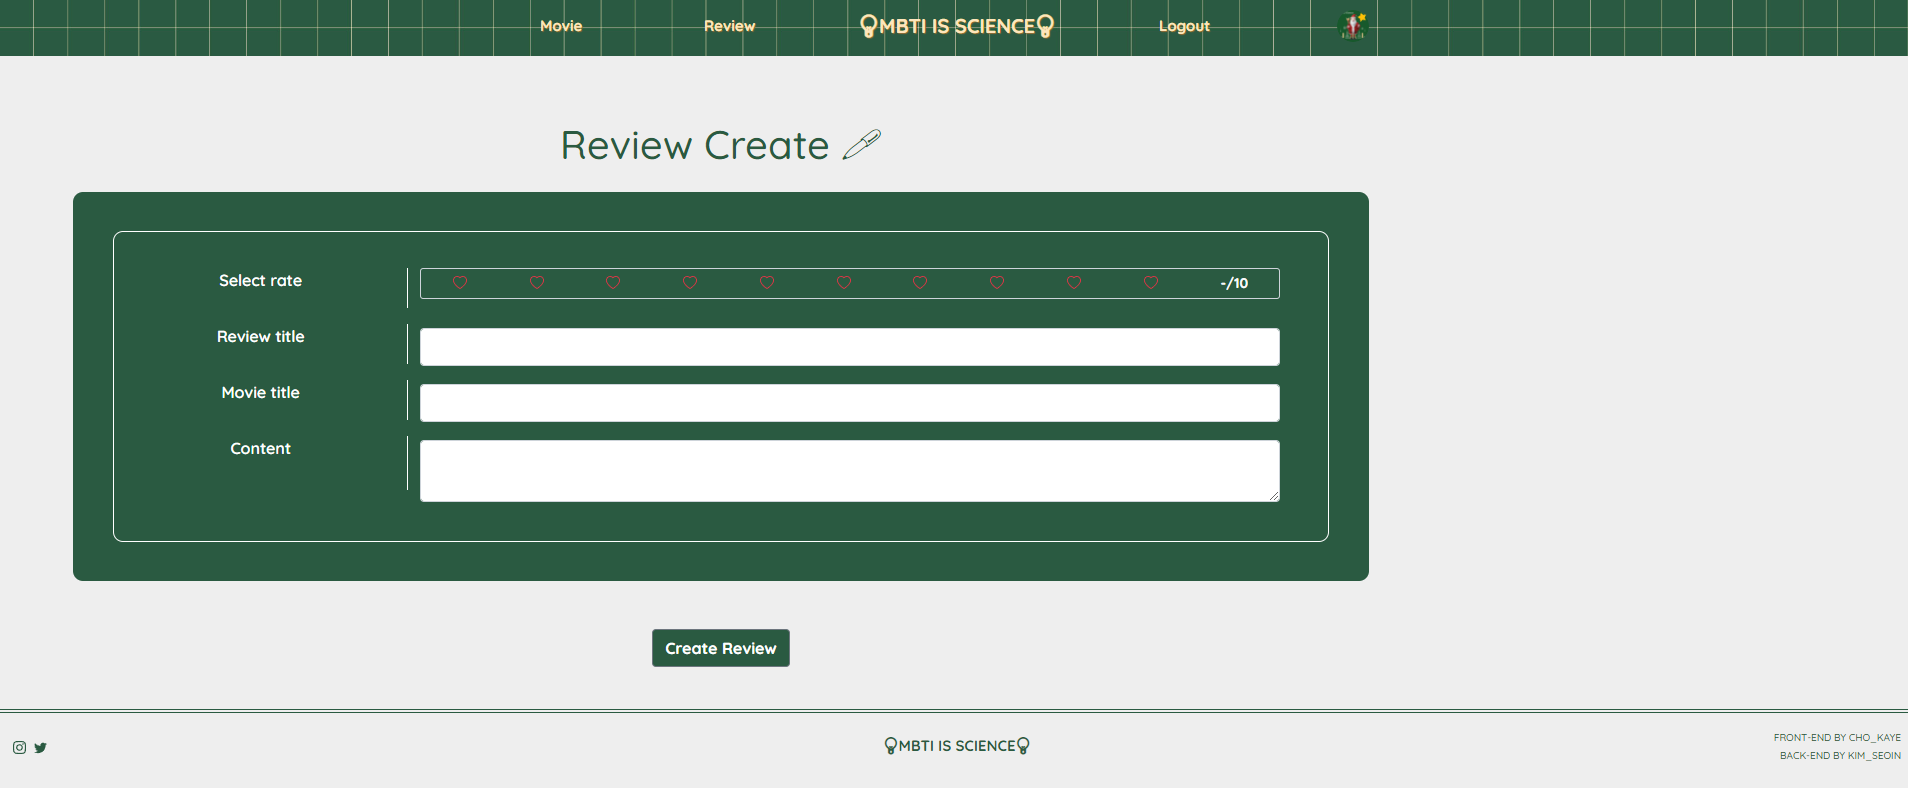 Movie
Review
MBTI IS SCIENCE
Logout
Review Create
Select rate
-/10
Review title
Movie title
Content
Create Review
MBTI IS SCIENCE
FRONT-END BY CHO_KAYE
BACK-END BY KIM_SEOIN